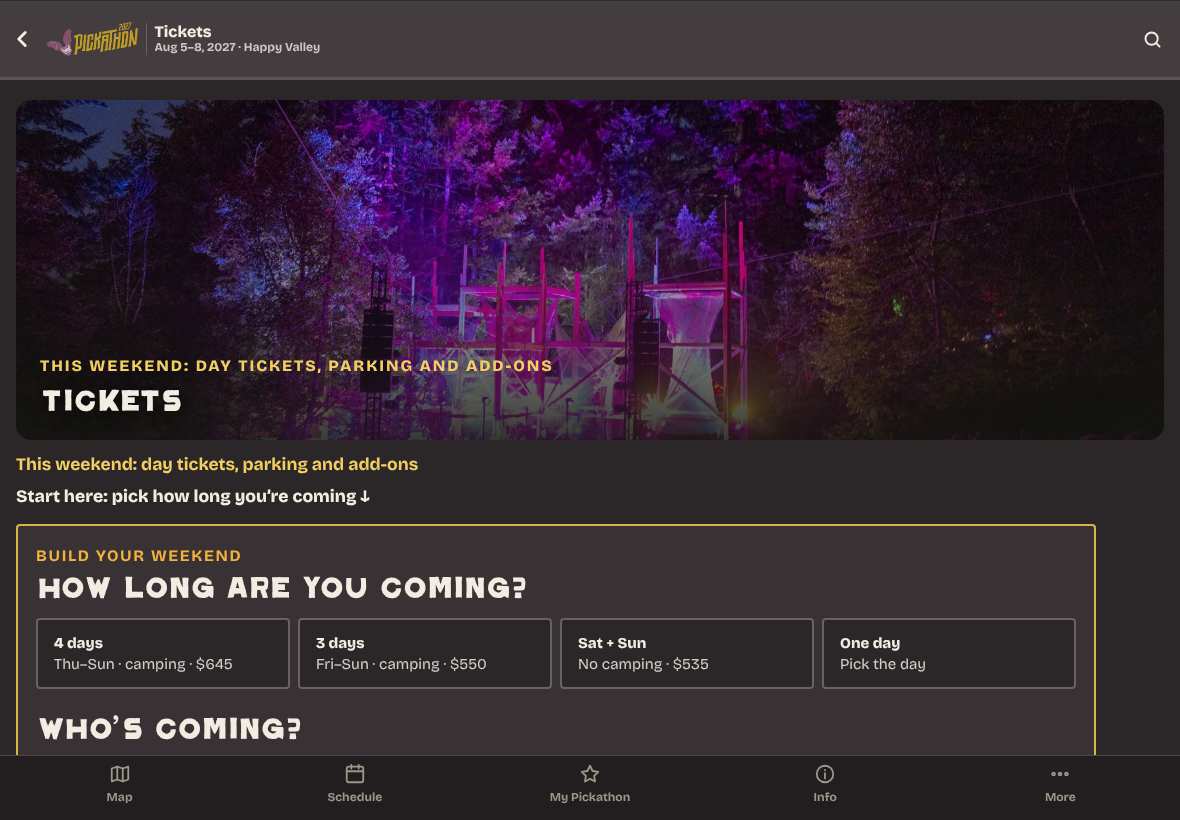 2027
PICKATHON
Tickets
Aug 5–8, 2027 · Happy Valley
THIS WEEKEND: DAY TICKETS, PARKING AND ADD-ONS
TICKETS
This weekend: day tickets, parking and add-ons
Start here: pick how long you’re coming ↓
BUILD YOUR WEEKEND
HOW LONG ARE YOU COMING?
4 days
Thu–Sun · camping · $645
3 days
Fri–Sun · camping · $550
Sat + Sun
No camping · $535
One day
Pick the day
WHO’S COMING?
Map
Schedule
My Pickathon
Info
More